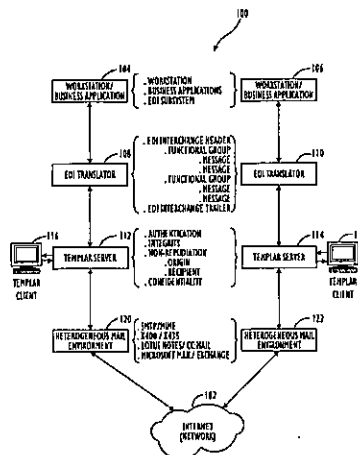 100
104
106
WORKSTATION/
BUSINESS APPLICATION
. WORKSTATION
. BUSINESS APPLICATIONS
. EDI SUBSYSTEM
WORKSTATION/
BUSINESS APPLICATION
108
110
EDI TRANSLATOR
. EDI INTERCHANGE HEADER
. FUNCTIONAL GROUP
. MESSAGE
. MESSAGE
. FUNCTIONAL GROUP
. MESSAGE
. MESSAGE
. EDI INTERCHANGE TRAILER
EDI TRANSLATOR
116
112
114
TEMPLAR SERVER
. AUTHENTICATION
. INTEGRITY
. NON-REPUDIATION
. ORIGIN
. RECIPIENT
. CONFIDENTIALITY
TEMPLAR SERVER
TEMPLAR
CLIENT
TEMPLAR
CLIENT
120
122
HETEROGENEOUS MAIL
ENVIRONMENT
. SMTP/MIME
. X400 / X435
. LOTUS NOTES/ CC:MAIL
. MICROSOFT MAIL/ EXCHANGE
HETEROGENEOUS MAIL
ENVIRONMENT
102
INTERNET
(NETWORK)